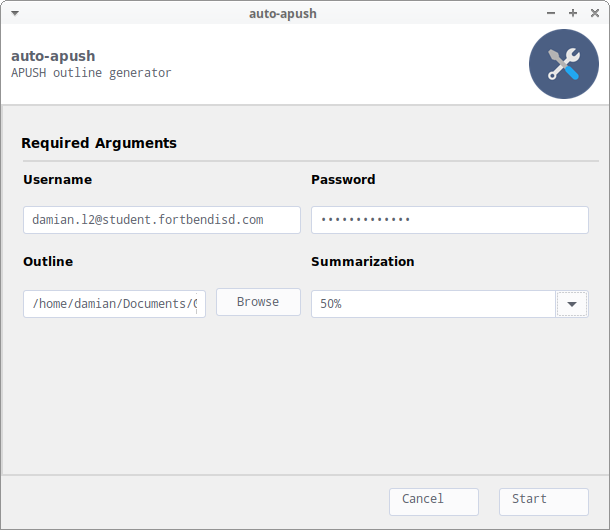 auto-apush
auto-apush
APUSH outline generator
Required Arguments
Username
Password
damian.l2@student.fortbendisd.com
•••••••••••••
Outline
Summarization
/home/damian/Documents/
Browse
50%
Cancel
Start